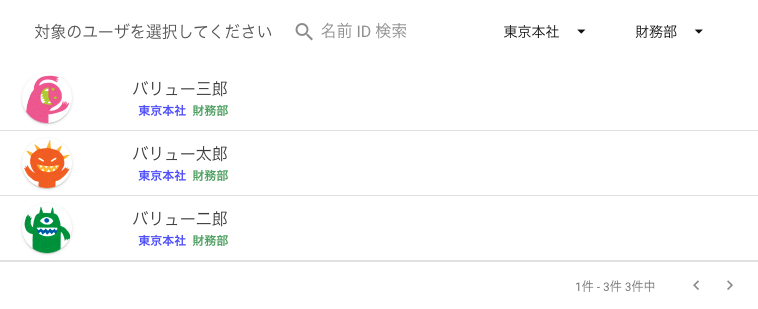 対象のユーザを選択してください 名前 ID 検索 東京本社 財務部
バリュー三郎
東京本社 財務部
バリュー太郎
東京本社 財務部
バリュー二郎
東京本社 財務部
1件 - 3件 3件中